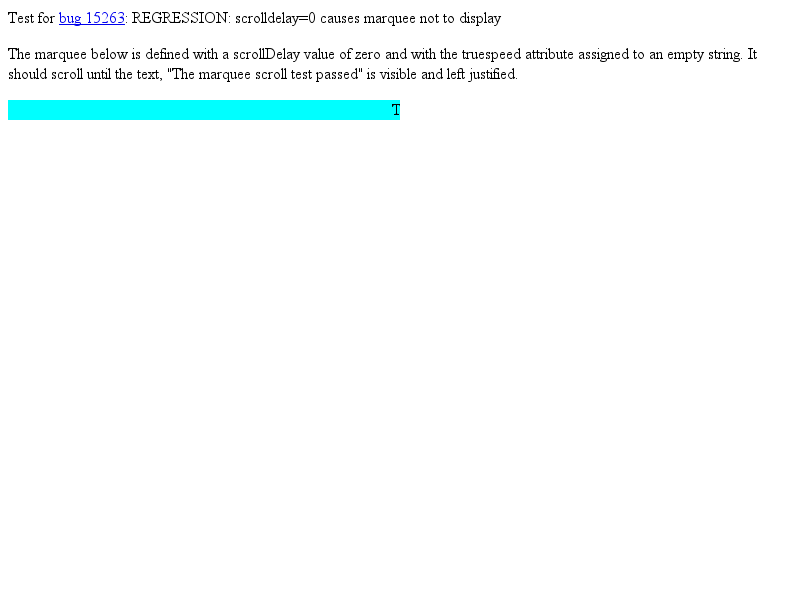 Test for bug 15263: REGRESSION: scrolldelay=0 causes marquee not to display
The marquee below is defined with a scrollDelay value of zero and with the truespeed attribute assigned to an empty string. It
should scroll until the text, "The marquee scroll test passed" is visible and left justified.
T